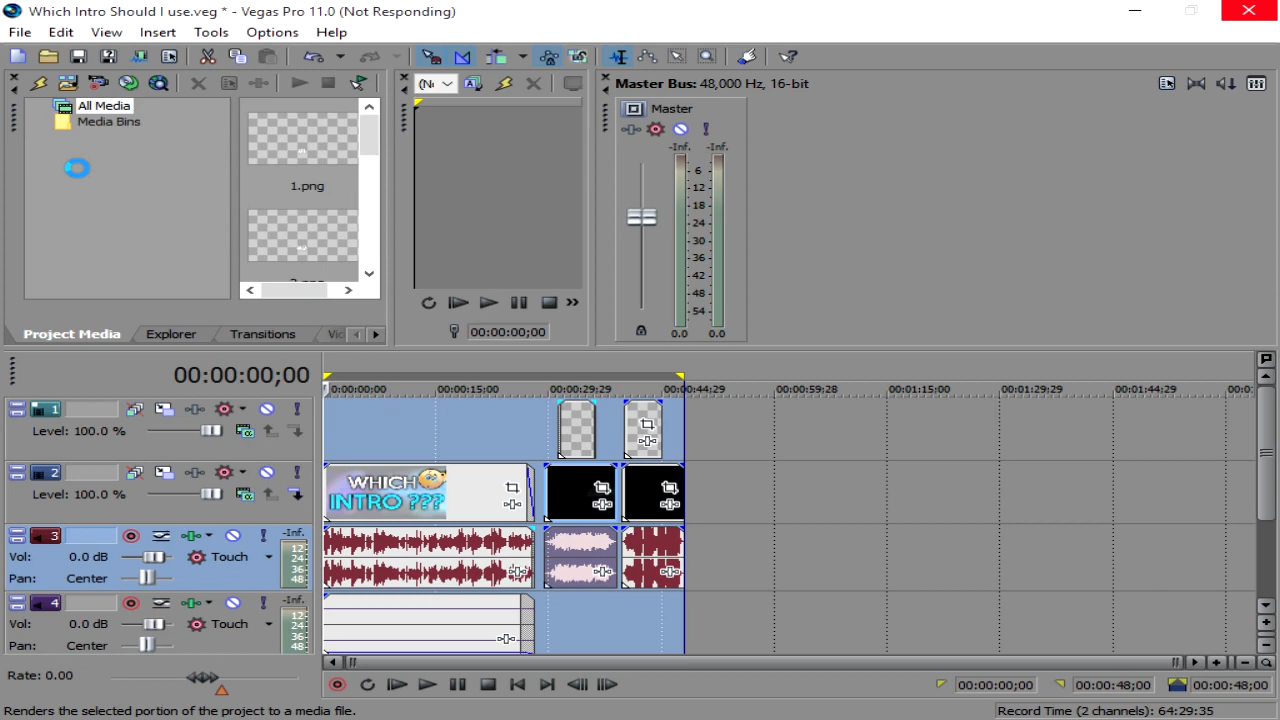 Which Intro Should I use.veg * - Vegas Pro 11.0 (Not Responding)
File Edit View Insert Tools Options Help
(N
Master Bus: 48,000 Hz, 16-bit
All Media
Media Bins
1.png
Master
-Inf. -Inf.
6
12
18
24
30
36
42
48
54
0.0 0.0
00:00:00;00
Project Media Explorer Transitions
00:00:00;00
0:00:00;00 00:00:15;00 00:00:29;29 00:00:44;29 00:00:59;28 00:01:15;00 00:01:29;29 00:01:44;29 00:0
1
Level: 100.0 %
2
Level: 100.0 %
WHICH
INTRO ???
3
-Inf.
Vol: 0.0 dB Touch
Pan: Center
12
24
36
48
4
-Inf.
Vol: 0.0 dB Touch
Pan: Center
12
24
36
48
Rate: 0.00
00:00:00;00 00:00:48;00 00:00:48;00
Renders the selected portion of the project to a media file.
Record Time (2 channels): 64:29:35